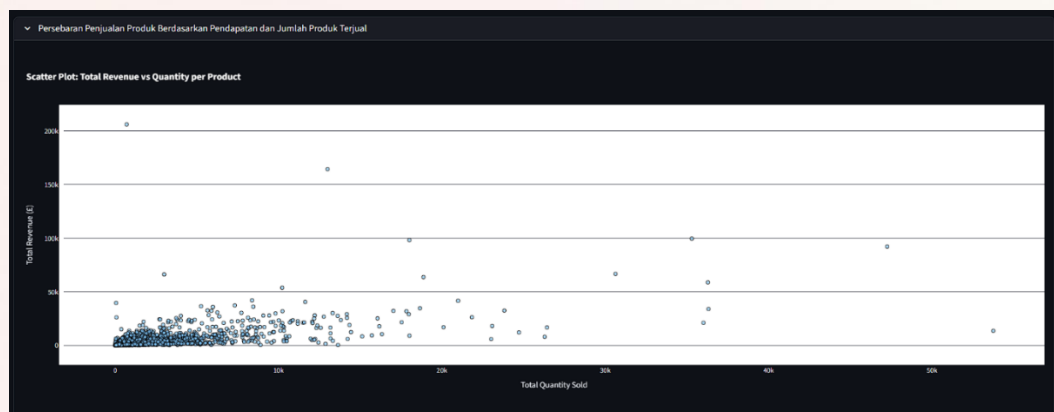 Persebaran Penjualan Produk Berdasarkan Pendapatan dan Jumlah Produk Terjual
Scatter Plot: Total Revenue vs Quantity per Product
200k
150k
100k
50k
0
Total Revenue (£)
0 10k 20k 30k 40k 50k
Total Quantity Sold